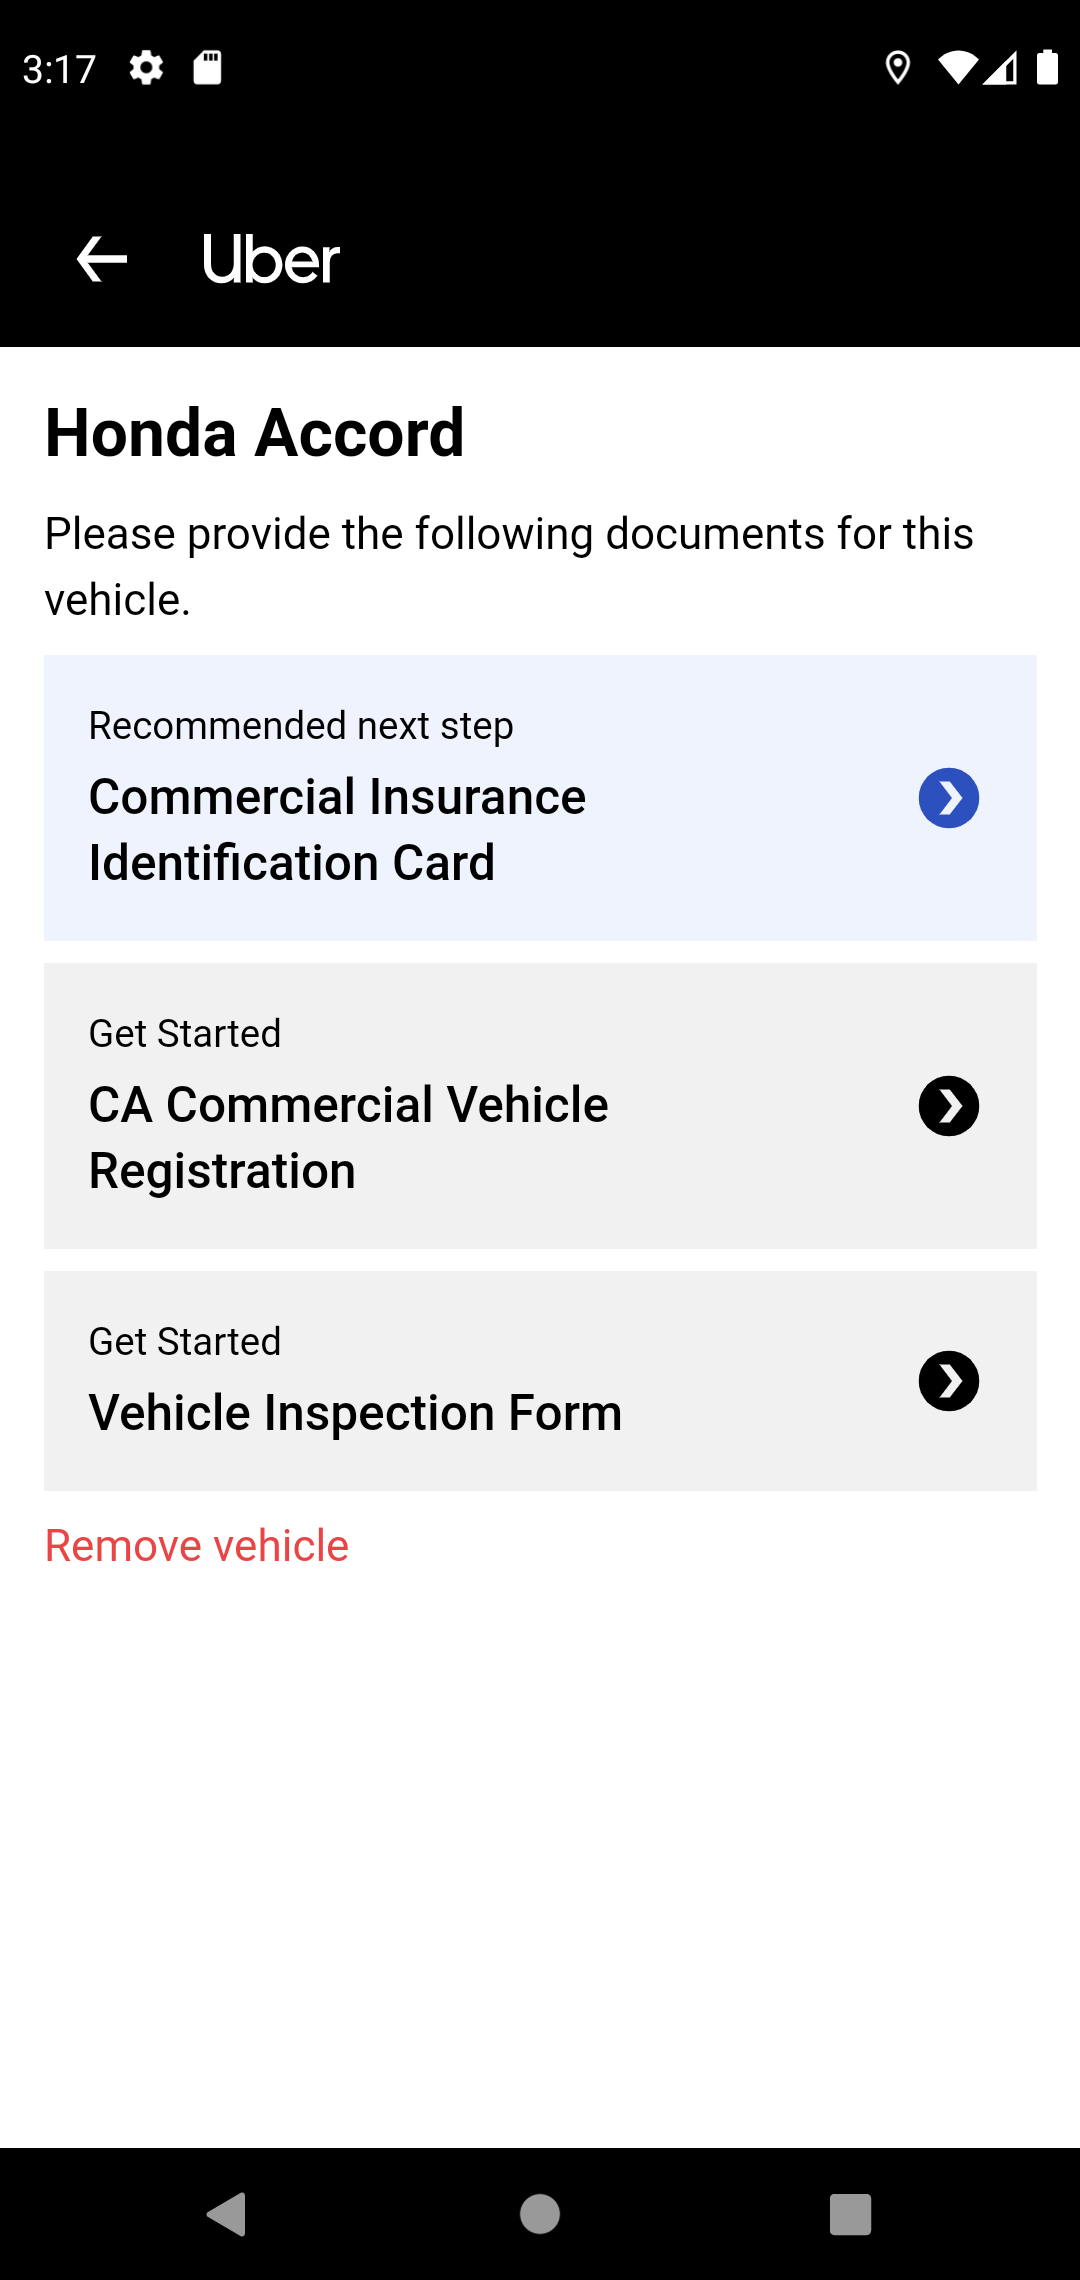 3:17
Uber
Honda Accord
Please provide the following documents for this
vehicle.
Recommended next step
Commercial Insurance
Identification Card
Get Started
CA Commercial Vehicle
Registration
Get Started
Vehicle Inspection Form
Remove vehicle